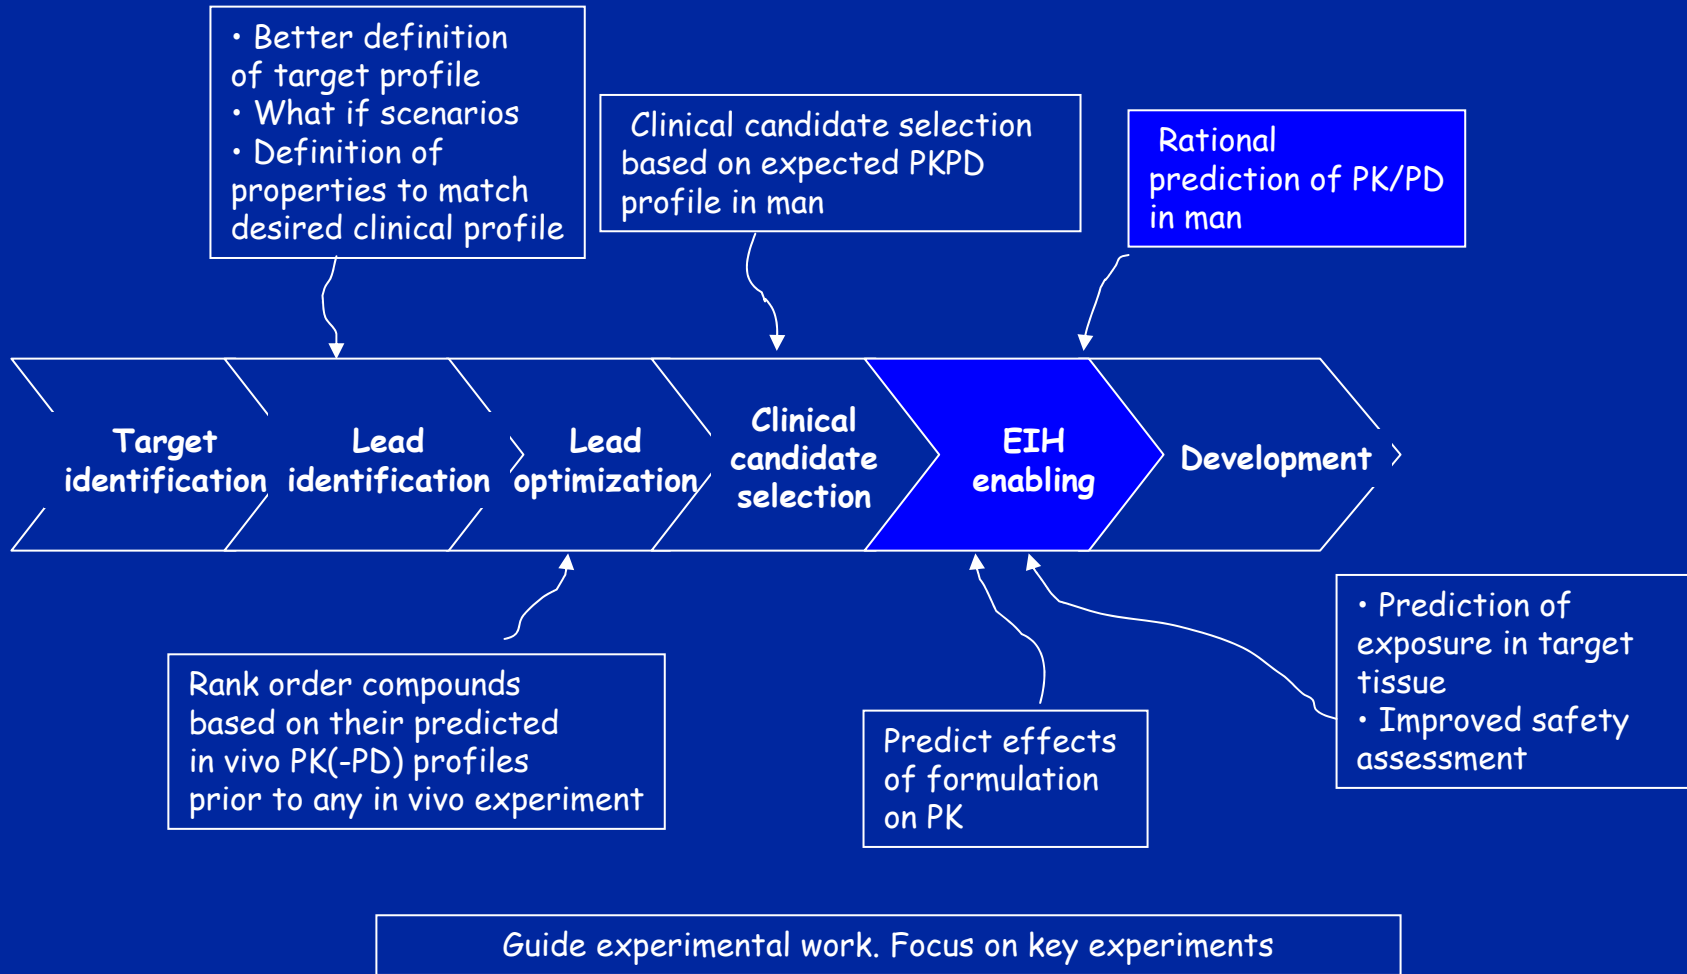 • Better definition
of target profile
• What if scenarios
• Definition of
properties to match
desired clinical profile
Clinical candidate selection
based on expected PKPD
profile in man
Rational
prediction of PK/PD
in man
Target
identification
Lead
identification
Lead
optimization
Clinical
candidate
selection
EIH
enabling
Development
Rank order compounds
based on their predicted
in vivo PK(-PD) profiles
prior to any in vivo experiment
Predict effects
of formulation
on PK
• Prediction of
exposure in target
tissue
• Improved safety
assessment
Guide experimental work. Focus on key experiments